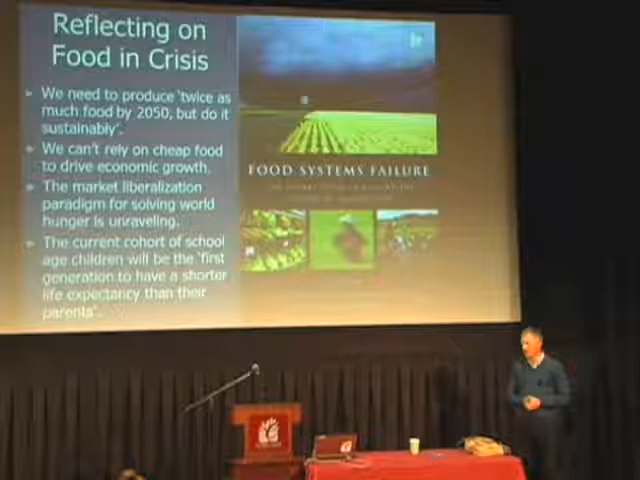 Reflecting on
Food in Crisis
We need to produce 'twice as
much food by 2050, but do it
sustainably'.
We can't rely on cheap food
to drive economic growth.
The market liberalization
paradigm for solving world
hunger is unraveling.
The current cohort of school
age children will be the 'first
generation to have a shorter
life expectancy than their
parents'.
FOOD SYSTEMS FAILURE